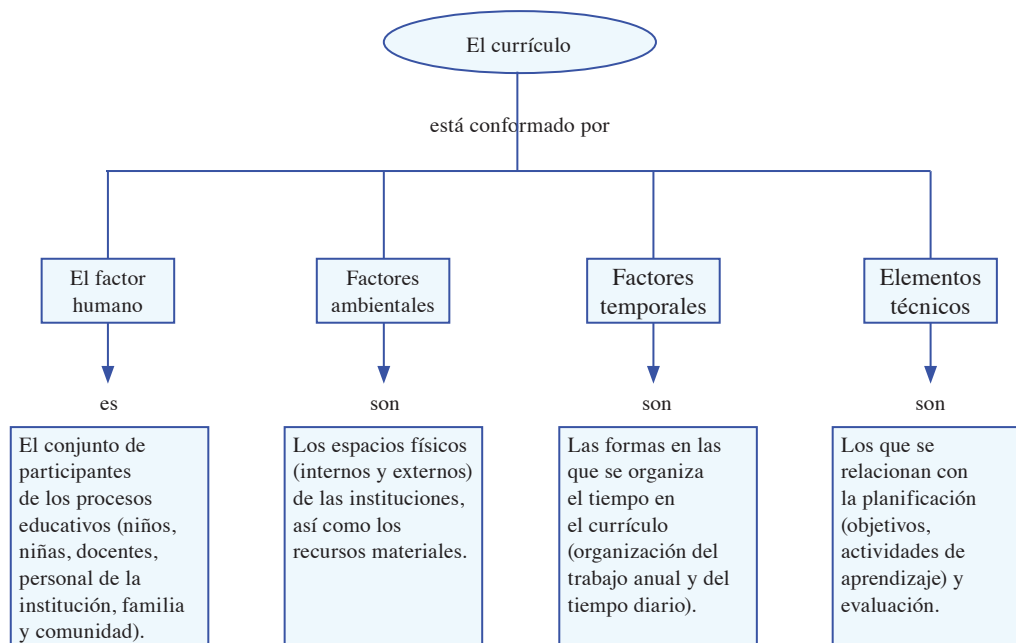 El currículo
está conformado por
El factor
humano
Factores
ambientales
Factores
temporales
Elementos
técnicos
es
son
son
son
El conjunto de
participantes
de los procesos
educativos (niños,
niñas, docentes,
personal de la
institución, familia
y comunidad).
Los espacios físicos
(internos y externos)
de las instituciones,
así como los
recursos materiales.
Las formas en las
que se organiza
el tiempo en
el currículo
(organización del
trabajo anual y del
tiempo diario).
Los que se
relacionan con
la planificación
(objetivos,
actividades de
aprendizaje) y
evaluación.